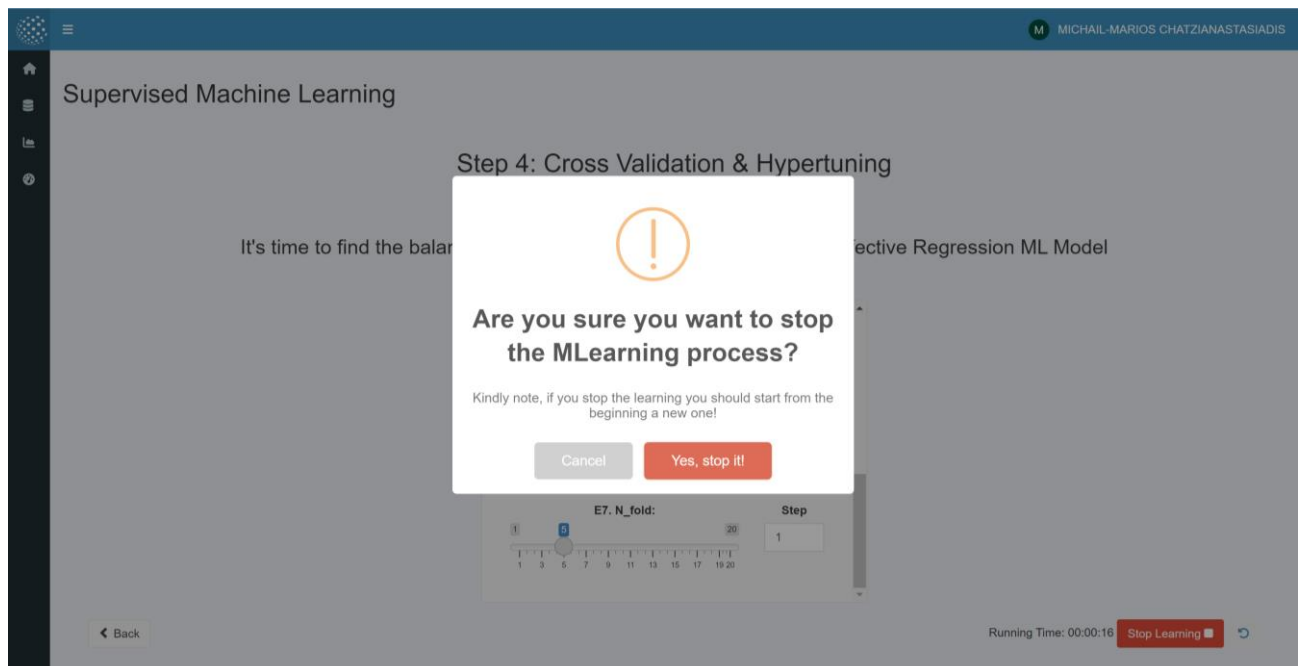 M MICHAIL-MARIOS CHATZIANASTASIADIS
Supervised Machine Learning
Step 4: Cross Validation & Hypertuning
It's time to find the balan ective Regression ML Model
Are you sure you want to stop
the MLearning process?
Kindly note, if you stop the learning you should start from the
beginning a new one!
Cancel Yes, stop it!
E7. N_fold: Step
1 5 20 1
1 3 5 7 9 11 13 15 17 19 20
Back Running Time: 00:00:16 Stop Learning